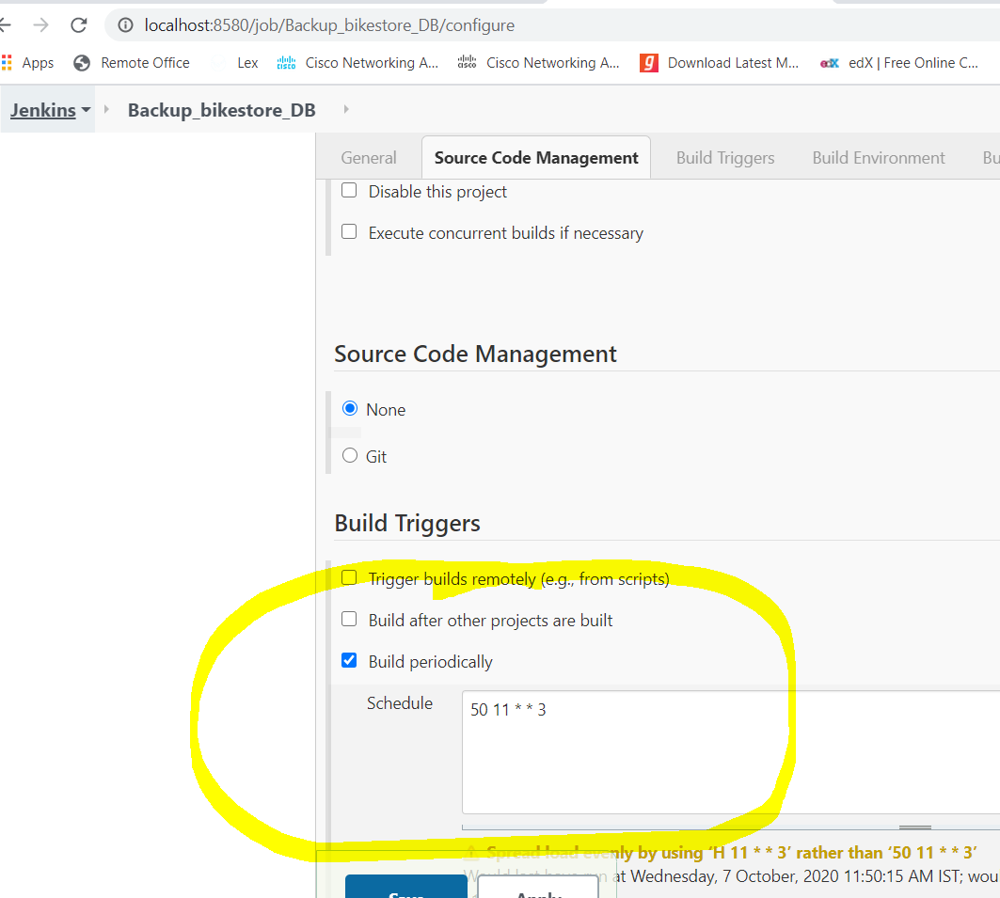 localhost:8580/job/Backup_bikestore_DB/configure
Apps Remote Office Lex Cisco Networking A... Cisco Networking A... Download Latest M... edX | Free Online C...
Jenkins Backup_bikestore_DB
General Source Code Management Build Triggers Build Environment Bu
Disable this project
Execute concurrent builds if necessary
Source Code Management
None
Git
Build Triggers
Trigger builds remotely (e.g., from scripts)
Build after other projects are built
Build periodically
Schedule 50 11 * * 3
Spread load evenly by using ‘H 11 * * 3’ rather than ‘50 11 * * 3’
Would last have run at Wednesday, 7 October, 2020 11:50:15 AM IST; wou
Save Apply